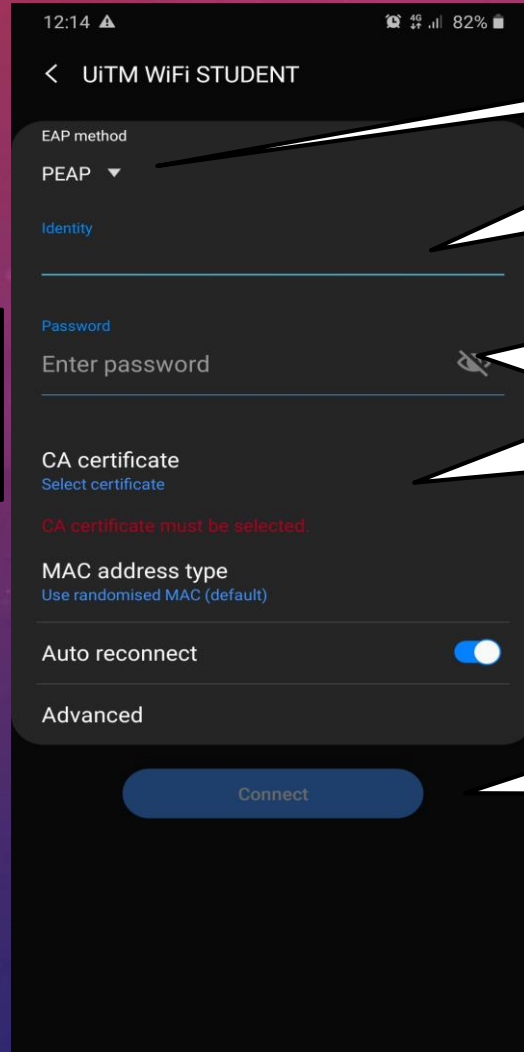 12:14 4G 82%
UiTM WiFi STUDENT
EAP method
PEAP
Identity
Password
Enter password
CA certificate
Select certificate
CA certificate must be selected.
MAC address type
Use randomised MAC (default)
Auto reconnect
Advanced
Connect